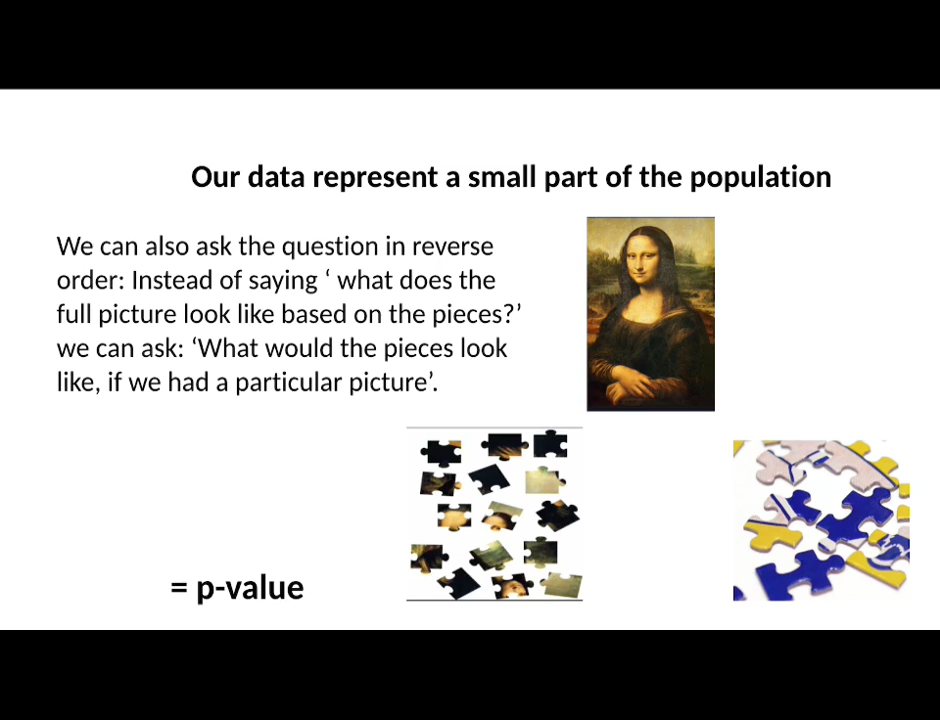 Our data represent a small part of the population
We can also ask the question in reverse
order: Instead of saying ‘ what does the
full picture look like based on the pieces?’
we can ask: ‘What would the pieces look
like, if we had a particular picture’.
= p-value